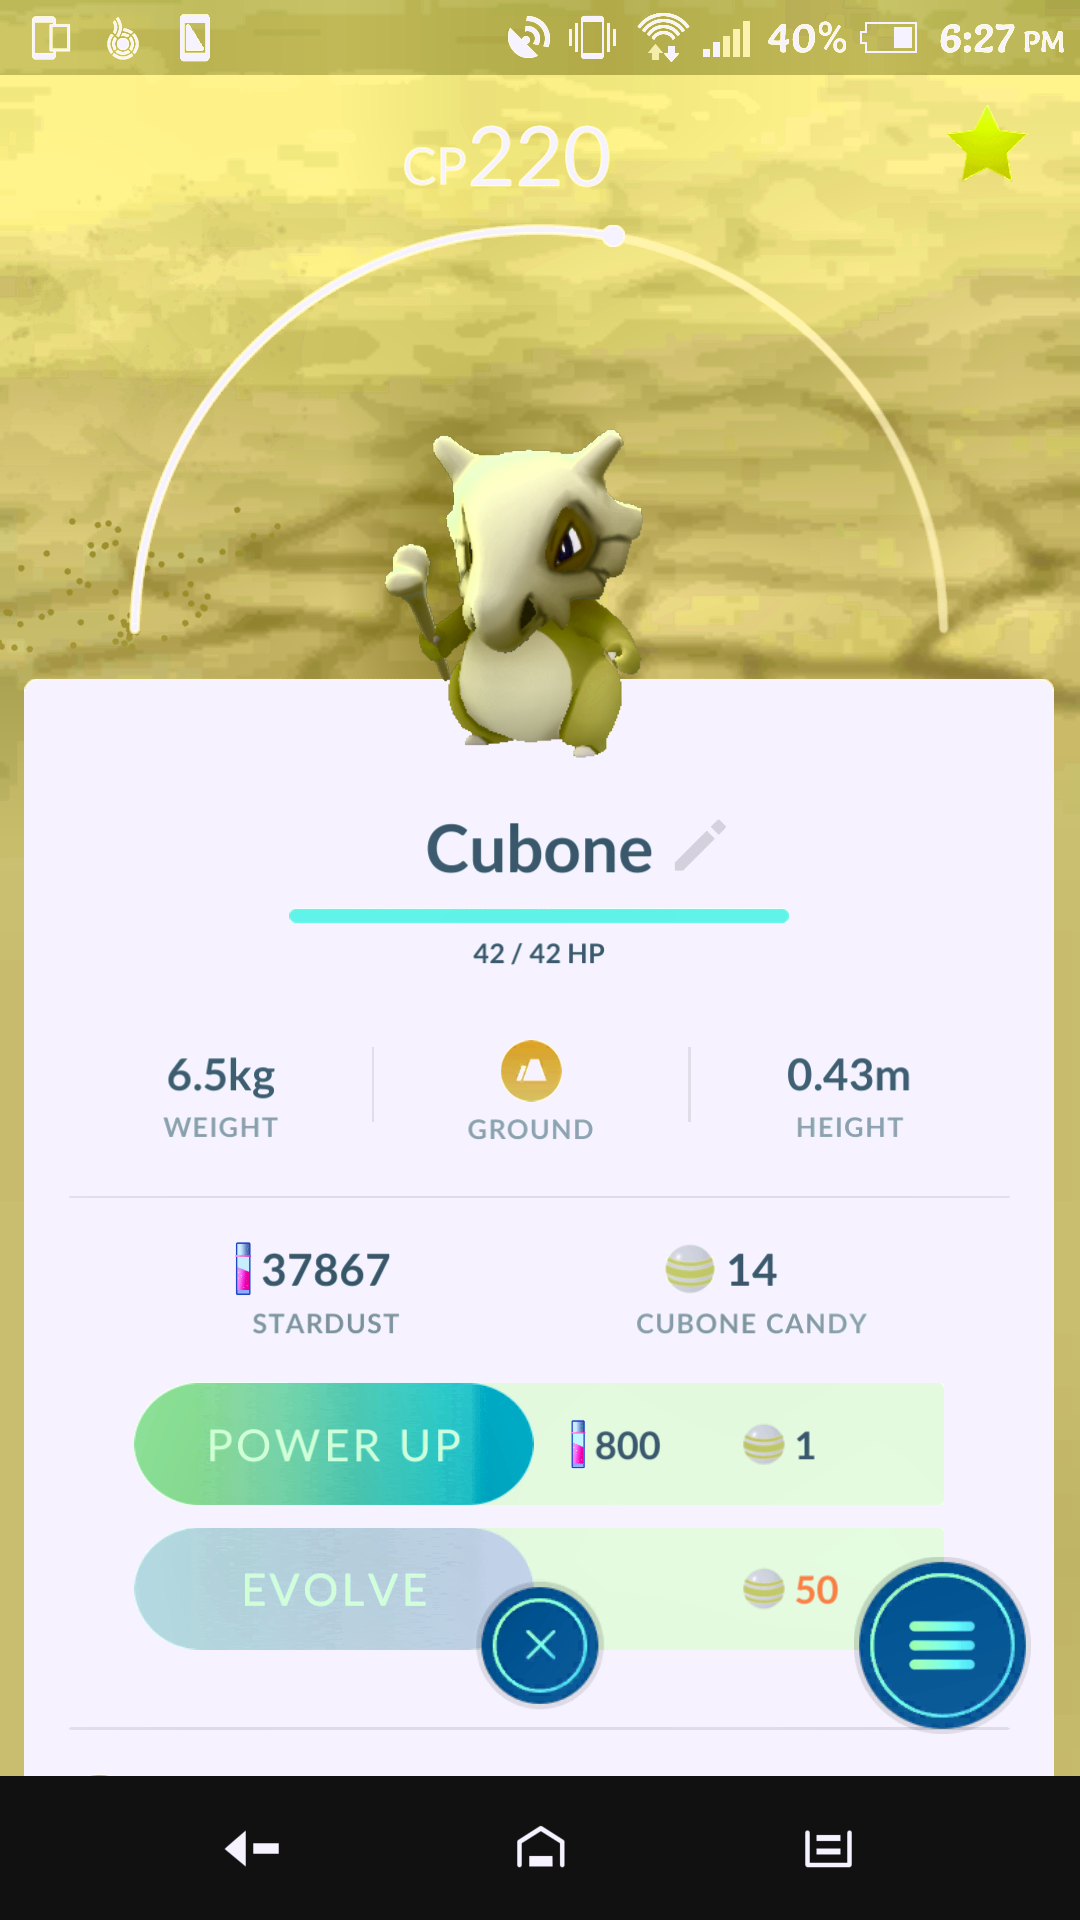 40% 6:27 PM
CP220
Cubone
42 / 42 HP
6.5kg
WEIGHT
GROUND
0.43m
HEIGHT
37867
STARDUST
14
CUBONE CANDY
POWER UP 800 1
EVOLVE 50